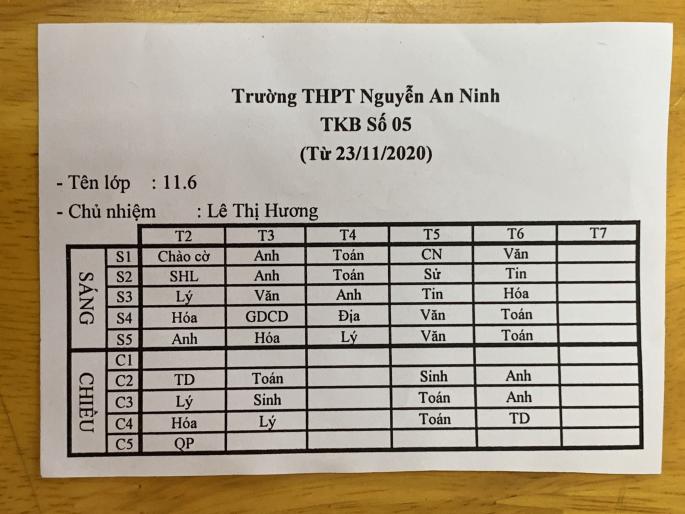 Trường THPT Nguyễn An Ninh
TKB Số 05
(Từ 23/11/2020)
- Tên lớp : 11.6
- Chủ nhiệm : Lê Thị Hương
T2 T3 T4 T5 T6 T7
SÁNG
S1 Chào cờ Anh Toán CN Văn
S2 SHL Anh Toán Sử Tin
S3 Lý Văn Anh Tin Hóa
S4 Hóa GDCD Địa Văn Toán
S5 Anh Hóa Lý Văn Toán
CHIỀU
C1
C2 TD Toán Sinh Anh
C3 Lý Sinh Toán Anh
C4 Hóa Lý Toán TD
C5 QP